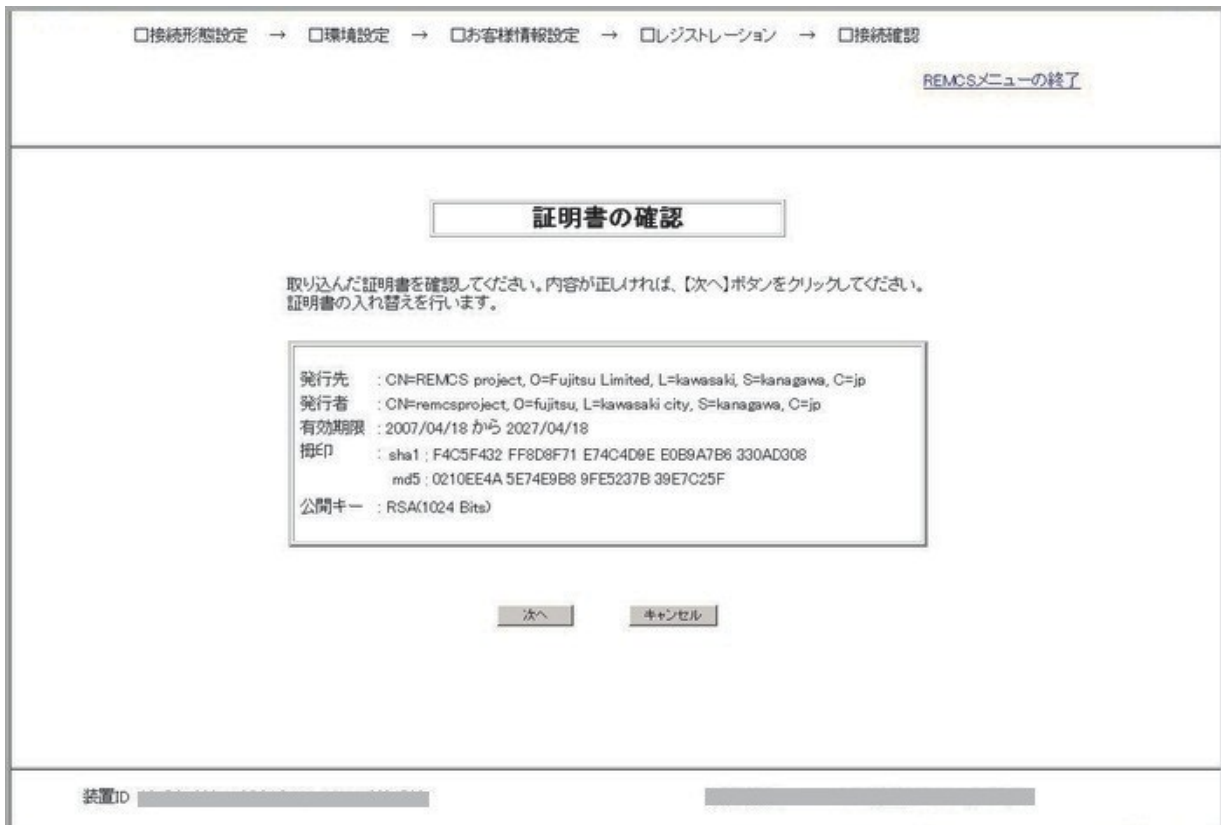 □接続形態設定 → □環境設定 → □お客様情報設定 → □レジストレーション → □接続確認
REMCSメニューの終了
証明書の確認
取り込んだ証明書を確認してください。内容が正しければ、【次へ】ボタンをクリックしてください。
証明書の入れ替えを行います。
発行先 : CN=REMCS project, O=Fujitsu Limited, L=kawasaki, S=kanagawa, C=jp
発行者 : CN=remcsproject, O=fujitsu, L=kawasaki city, S=kanagawa, C=jp
有効期限 : 2007/04/18 から 2027/04/18
拇印 : sha1 : F4C5F432 FF8D8F71 E74C4D9E E0B9A7B6 330AD308
md5 : 0210EE4A 5E74E9B8 9FE5237B 39E7C25F
公開キー : RSA(1024 Bits)
次へ キャンセル
装置ID